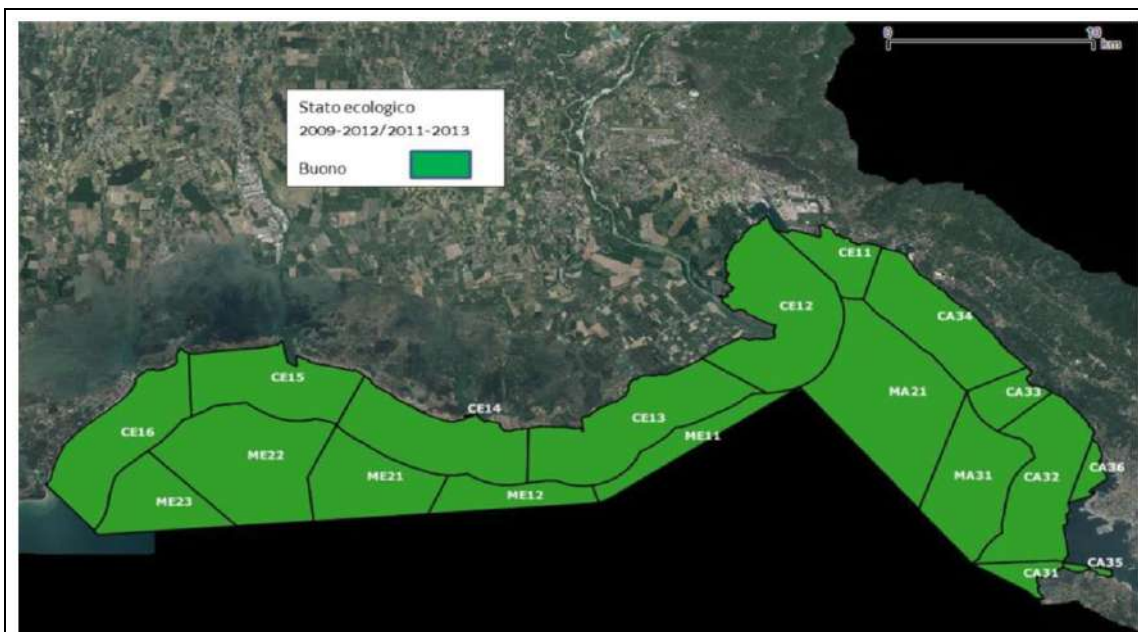 0 10
km
Stato ecologico
2009-2012/2011-2013
Buono
CE11
CE12
CA34
CE15
CA33
MA21
CE14
CE13
CE16
ME11
ME22
CA36
ME21
MA31
CA32
ME12
ME23
CA35
CA31